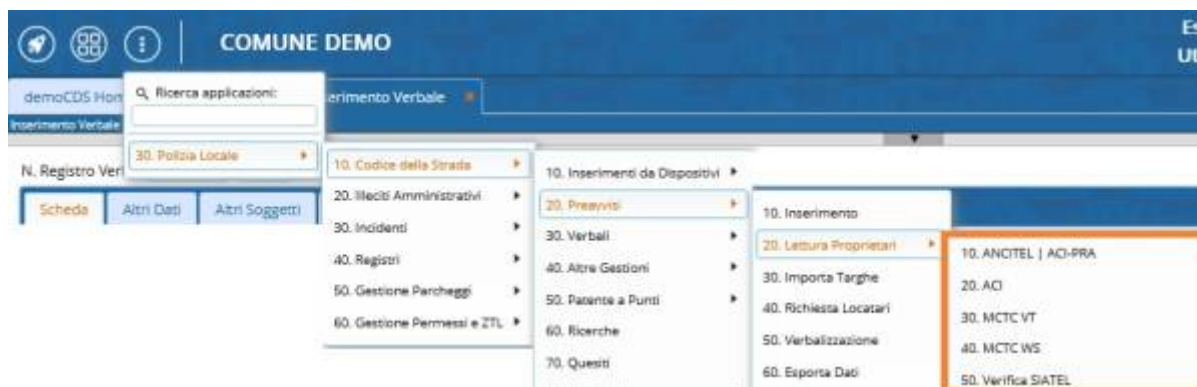 COMUNE DEMO
Es
Ut
demoCDS Hom
erimento Verbale
Inserimento Verbale
Ricerca applicazioni:
30. Polizia Locale
N. Registro Ver
Scheda
Altri Dati
Altri Soggetti
10. Codice della Strada
20. Illeciti Amministrativi
30. Incidenti
40. Registri
50. Gestione Parcheggi
60. Gestione Permessi e ZTL
10. Inserimenti da Dispositivi
20. Preavvisi
30. Verbali
40. Altre Gestioni
50. Patente a Punti
60. Ricerche
70. Quesiti
10. Inserimento
20. Lettura Proprietari
30. Importa Targhe
40. Richiesta Locatari
50. Verbalizzazione
60. Esporta Dati
10. ANCITEL | ACI-PRA
20. ACI
30. MCTC VT
40. MCTC WS
50. Verifica SIATEL